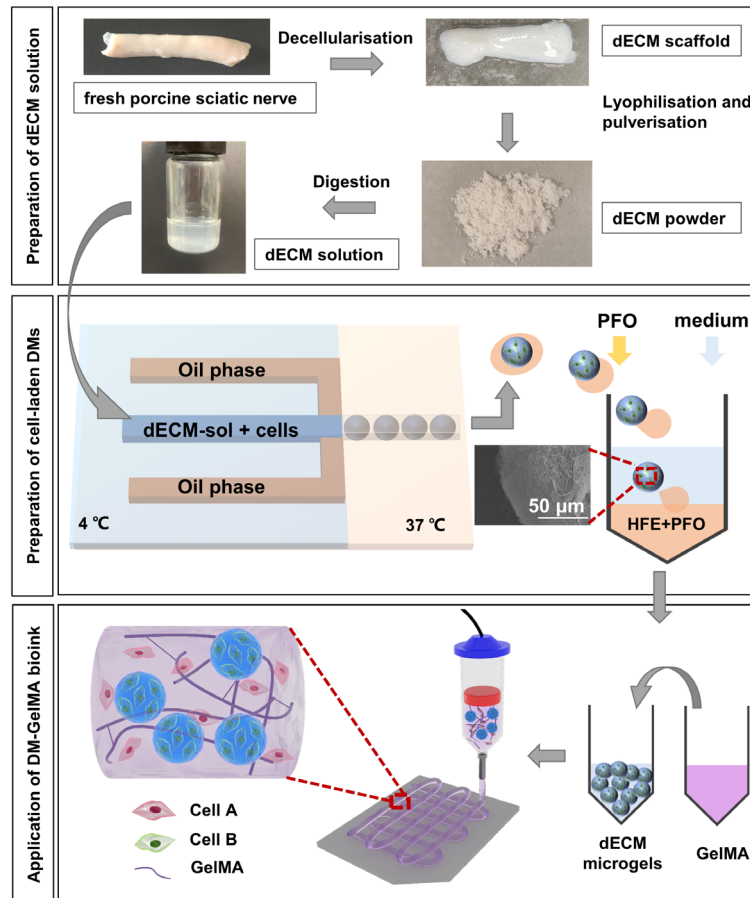 Preparation of dECM solution
Decellularisation
dECM scaffold
fresh porcine sciatic nerve
Lyophilisation and
pulverisation
Digestion
dECM powder
dECM solution
Preparation of cell-laden DMs
PFO
medium
Oil phase
dECM-sol + cells
Oil phase
50 μm
4 ℃
37 ℃
HFE+PFO
Application of DM-GelMA bioink
Cell A
Cell B
GelMA
dECM
microgels
GelMA